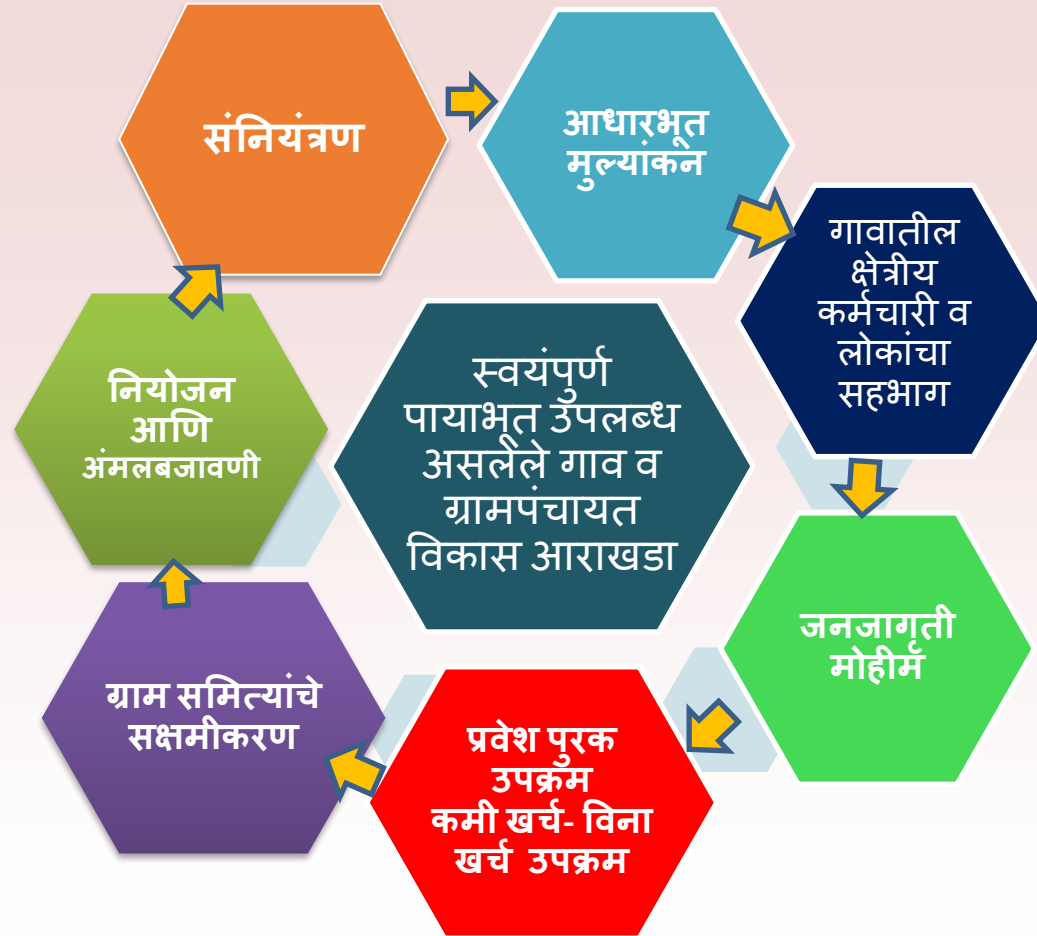 संनियंत्रण
आधारभूत
मुल्यांकन
गावातील
क्षेत्रीय
कर्मचारी व
लोकांचा
सहभाग
जनजागृती
मोहीमॅ
प्रवेश पुरक
उपक्रम
कमी खर्च- विना
खर्च उपक्रम
ग्राम समित्यांचे
सक्षमीकरण
नियोजन
आणि
अंमलबजावणी
स्वयंपुर्ण
पायाभूत उपलब्ध
असलेले गाव व
ग्रामपंचायत
विकास आराखडा